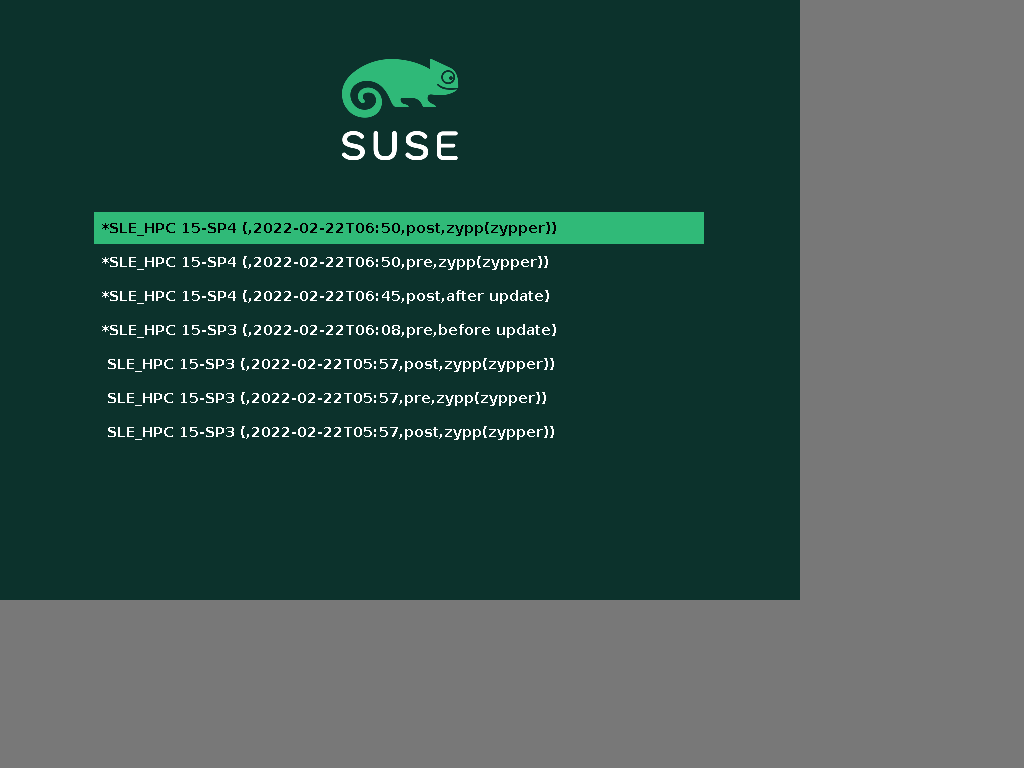 SUSE
*SLE_HPC 15-SP4 (,2022-02-22T06:50,post,zypp(zypper))
*SLE_HPC 15-SP4 (,2022-02-22T06:50,pre,zypp(zypper))
*SLE_HPC 15-SP4 (,2022-02-22T06:45,post,after update)
*SLE_HPC 15-SP3 (,2022-02-22T06:08,pre,before update)
SLE_HPC 15-SP3 (,2022-02-22T05:57,post,zypp(zypper))
SLE_HPC 15-SP3 (,2022-02-22T05:57,pre,zypp(zypper))
SLE_HPC 15-SP3 (,2022-02-22T05:57,post,zypp(zypper))